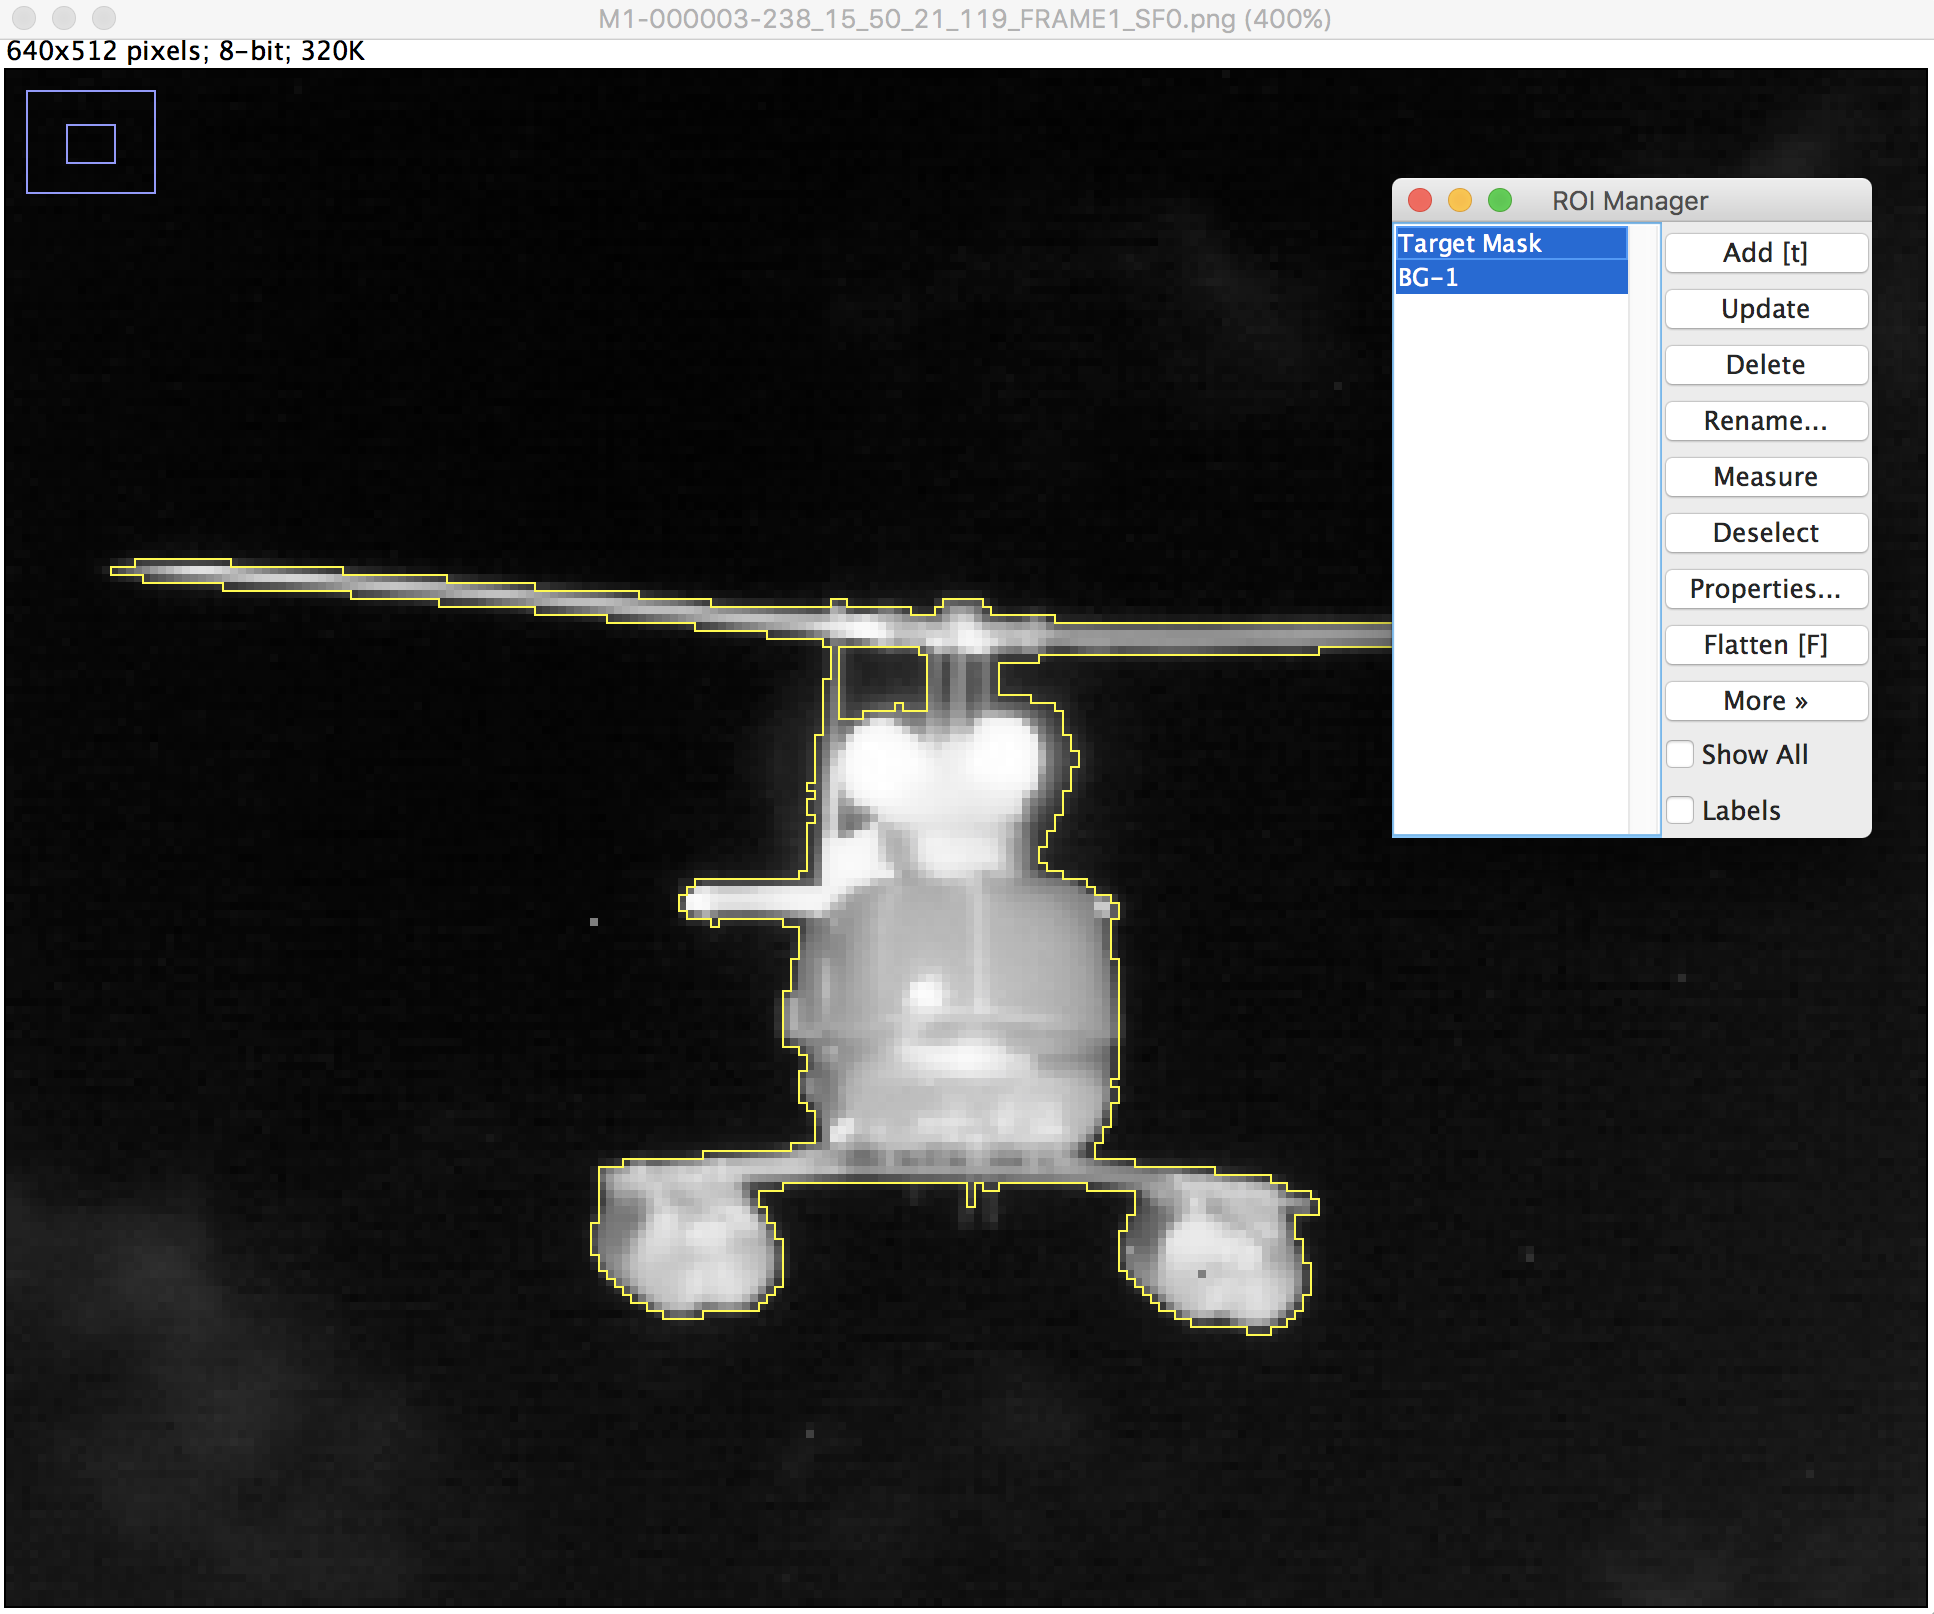 M1-000003-238_15_50_21_119_FRAME1_SF0.png (400%)
640x512 pixels; 8-bit; 320K
ROI Manager
Target Mask
BG-1
Add [t]
Update
Delete
Rename...
Measure
Deselect
Properties...
Flatten [F]
More »
Show All
Labels